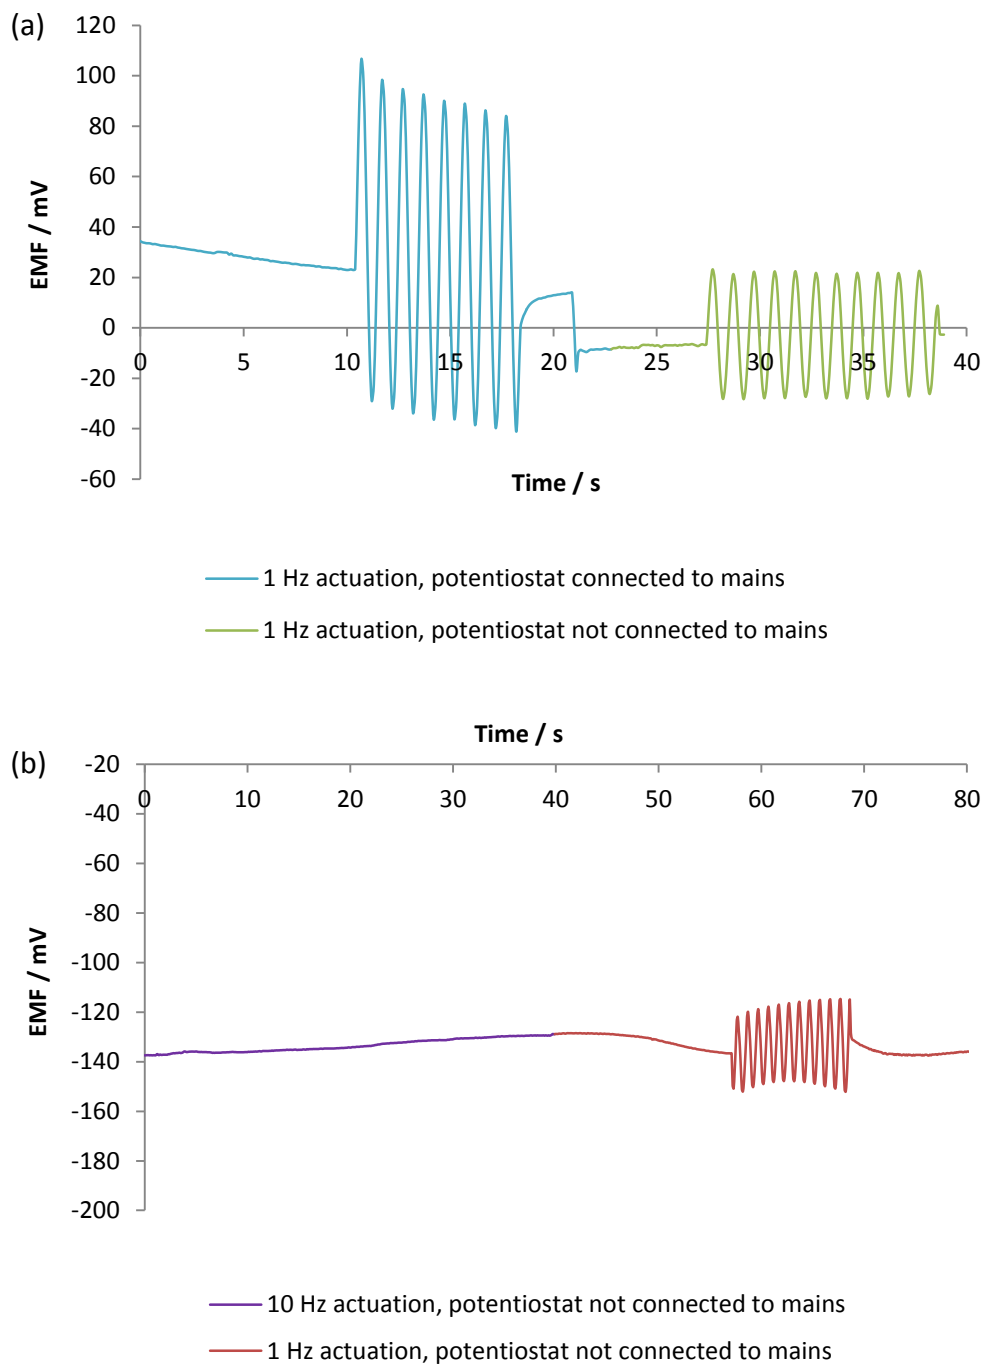 (a)
120
100
80
60
40
20
0
-20
-40
-60
EMF / mV
0 5 10 15 20 25 30 35 40
Time / s
1 Hz actuation, potentiostat connected to mains
1 Hz actuation, potentiostat not connected to mains
(b)
Time / s
-20
0 10 20 30 40 50 60 70 80
-40
-60
-80
-100
-120
-140
-160
-180
-200
EMF / mV
10 Hz actuation, potentiostat not connected to mains
1 Hz actuation, potentiostat not connected to mains